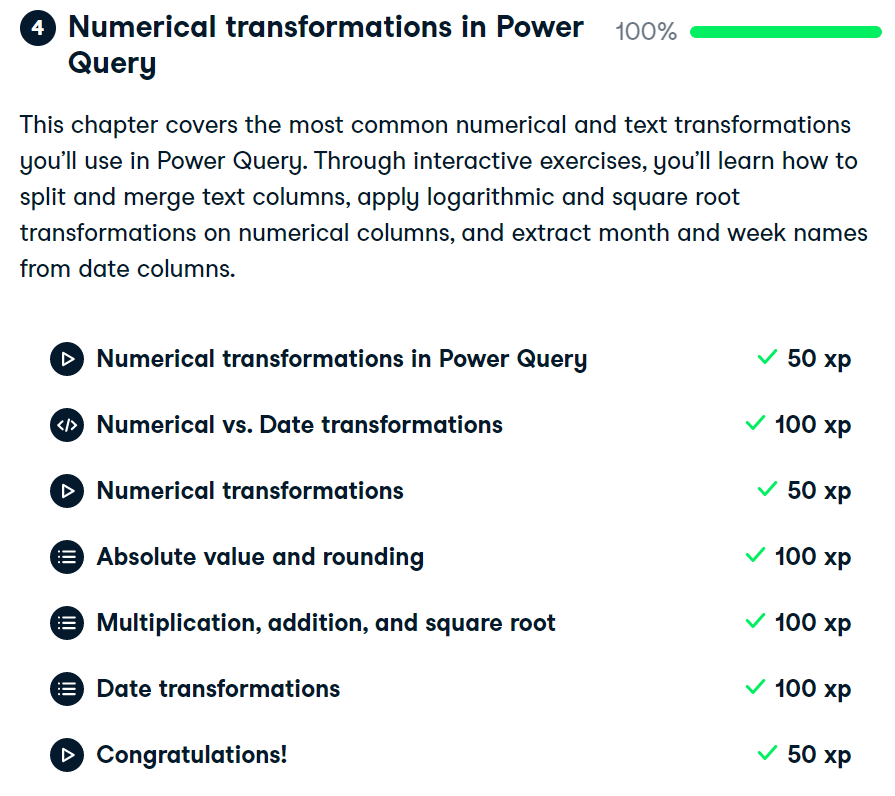 4 Numerical transformations in Power 100%
Query
This chapter covers the most common numerical and text transformations
you’ll use in Power Query. Through interactive exercises, you’ll learn how to
split and merge text columns, apply logarithmic and square root
transformations on numerical columns, and extract month and week names
from date columns.
Numerical transformations in Power Query 50 xp
Numerical vs. Date transformations 100 xp
Numerical transformations 50 xp
Absolute value and rounding 100 xp
Multiplication, addition, and square root 100 xp
Date transformations 100 xp
Congratulations! 50 xp